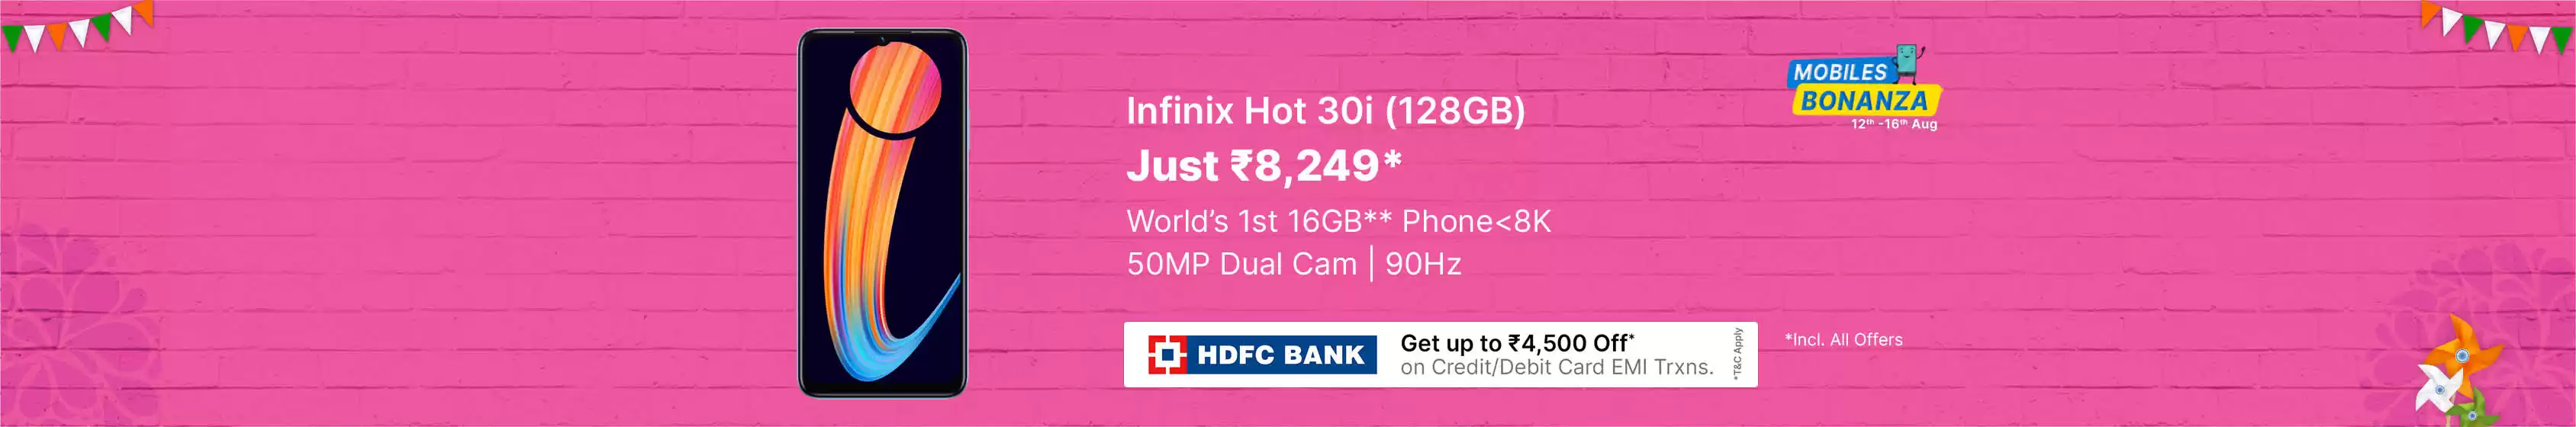 Infinix Hot 30i (128GB)
Just ₹8,249*
World's 1st 16GB** Phone<8K
50MP Dual Cam | 90Hz
HDFC BANK
Get up to ₹4,500 Off*
on Credit/Debit Card EMI Trxns.
*T&C Apply
*Incl. All Offers
MOBILES
BONANZA
12th -16th Aug